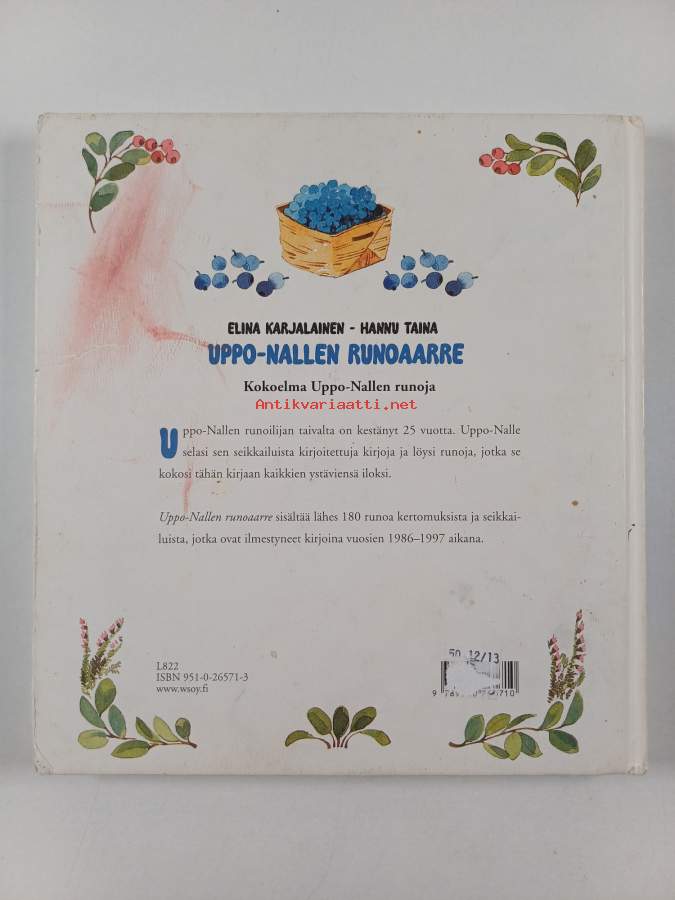 ELINA KARJALAINEN - HANNU TAINA
UPPO-NALLEN RUNOAARRE
Kokoelma Uppo-Nallen runoja
Antikvariaatti.net
Uppo-Nallen runoilijan taivalta on kestänyt 25 vuotta. Uppo-Nalle
selasi sen seikkailuista kirjoitettuja kirjoja ja löysi runoja, jotka se
kokosi tähän kirjaan kaikkien ystäviensä iloksi.
Uppo-Nallen runoaarre sisältää lähes 180 runoa kertomuksista ja seikkai-
luista, jotka ovat ilmestyneet kirjoina vuosien 1986–1997 aikana.
L822
ISBN 951-0-26571-3
www.wsoy.fi
12/13